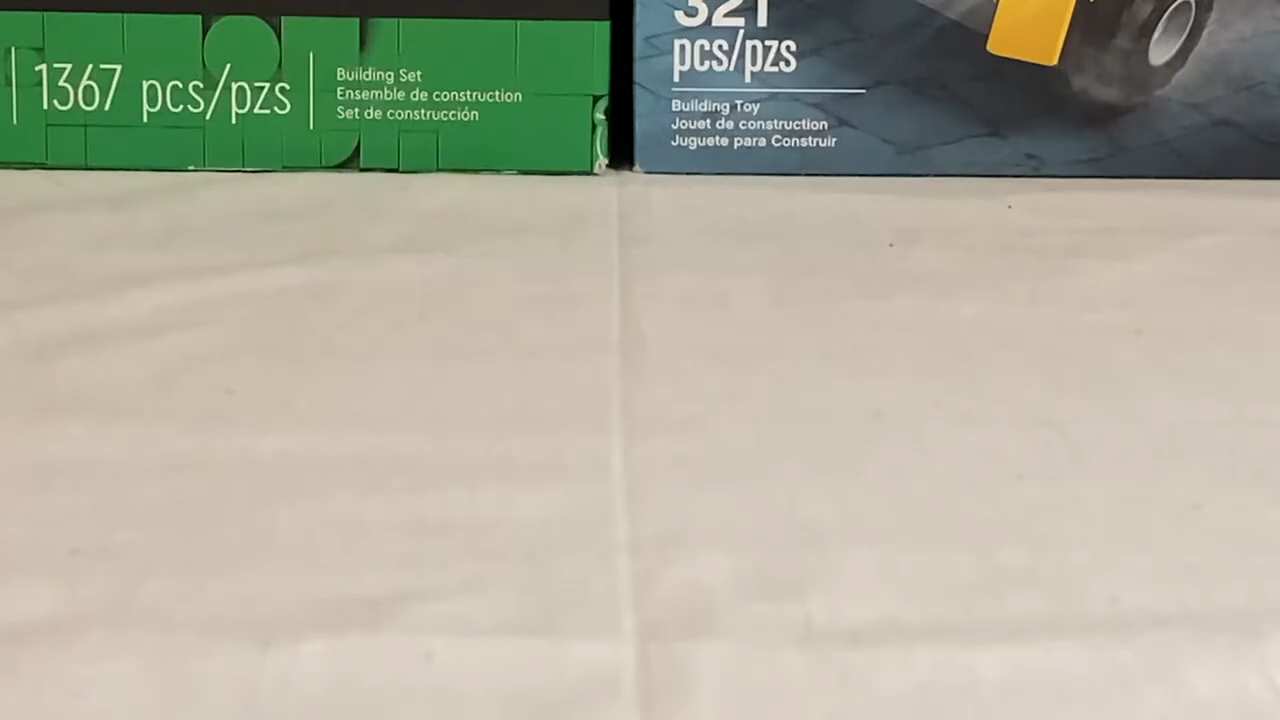 1367 pcs/pzs
Building Set
Ensemble de construction
Set de construcción
321
pcs/pzs
Building Toy
Jouet de construction
Juguete para Construir